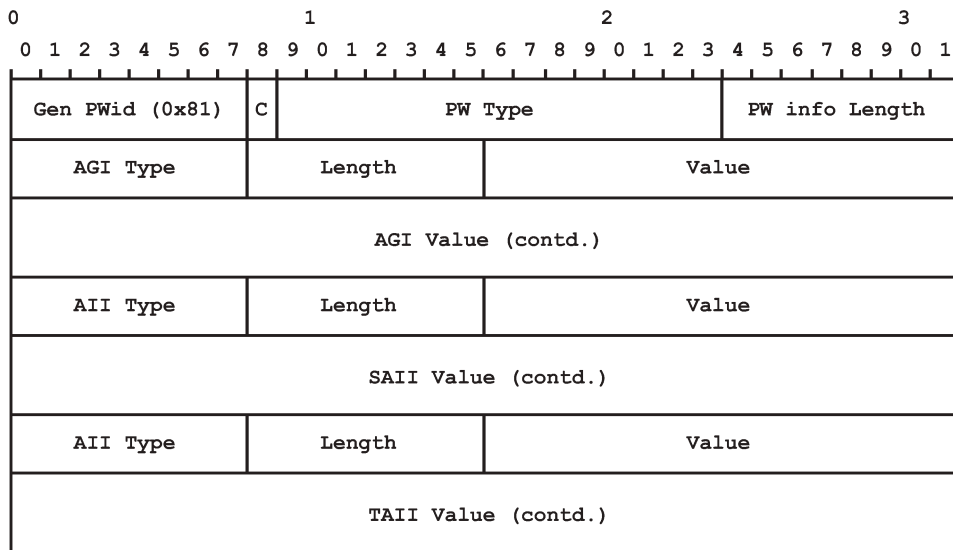 0 1 2 3
0 1 2 3 4 5 6 7 8 9 0 1 2 3 4 5 6 7 8 9 0 1 2 3 4 5 6 7 8 9 0 1
Gen PWid (0x81) C PW Type PW info Length
AGI Type Length Value
AGI Value (contd.)
AII Type Length Value
SAII Value (contd.)
AII Type Length Value
TAII Value (contd.)